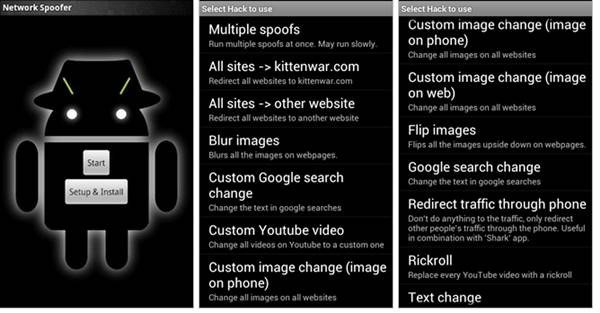 Network Spoofer
Start
Setup & Install
Select Hack to use
Multiple spoofs
Run multiple spoofs at once. May run slowly.
All sites -> kittenwar.com
Redirect all websites to kittenwar.com
All sites -> other website
Redirect all websites to another website
Blur images
Blurs all the images on webpages.
Custom Google search
change
Change the text in google searches
Custom Youtube video
Change all videos on Youtube to a custom one
Custom image change (image
on phone)
Change all images on all websites
Select Hack to use
Custom image change (image
on phone)
Change all images on all websites
Custom image change (image
on web)
Change all images on all websites
Flip images
Flips all the images upside down on webpages.
Google search change
Change the text in google searches
Redirect traffic through phone
Don't do anything to the traffic, only redirect
other people's traffic through the phone. Useful
in combination with 'Shark' app.
Rickroll
Replace every YouTube video with a rickroll
Text change